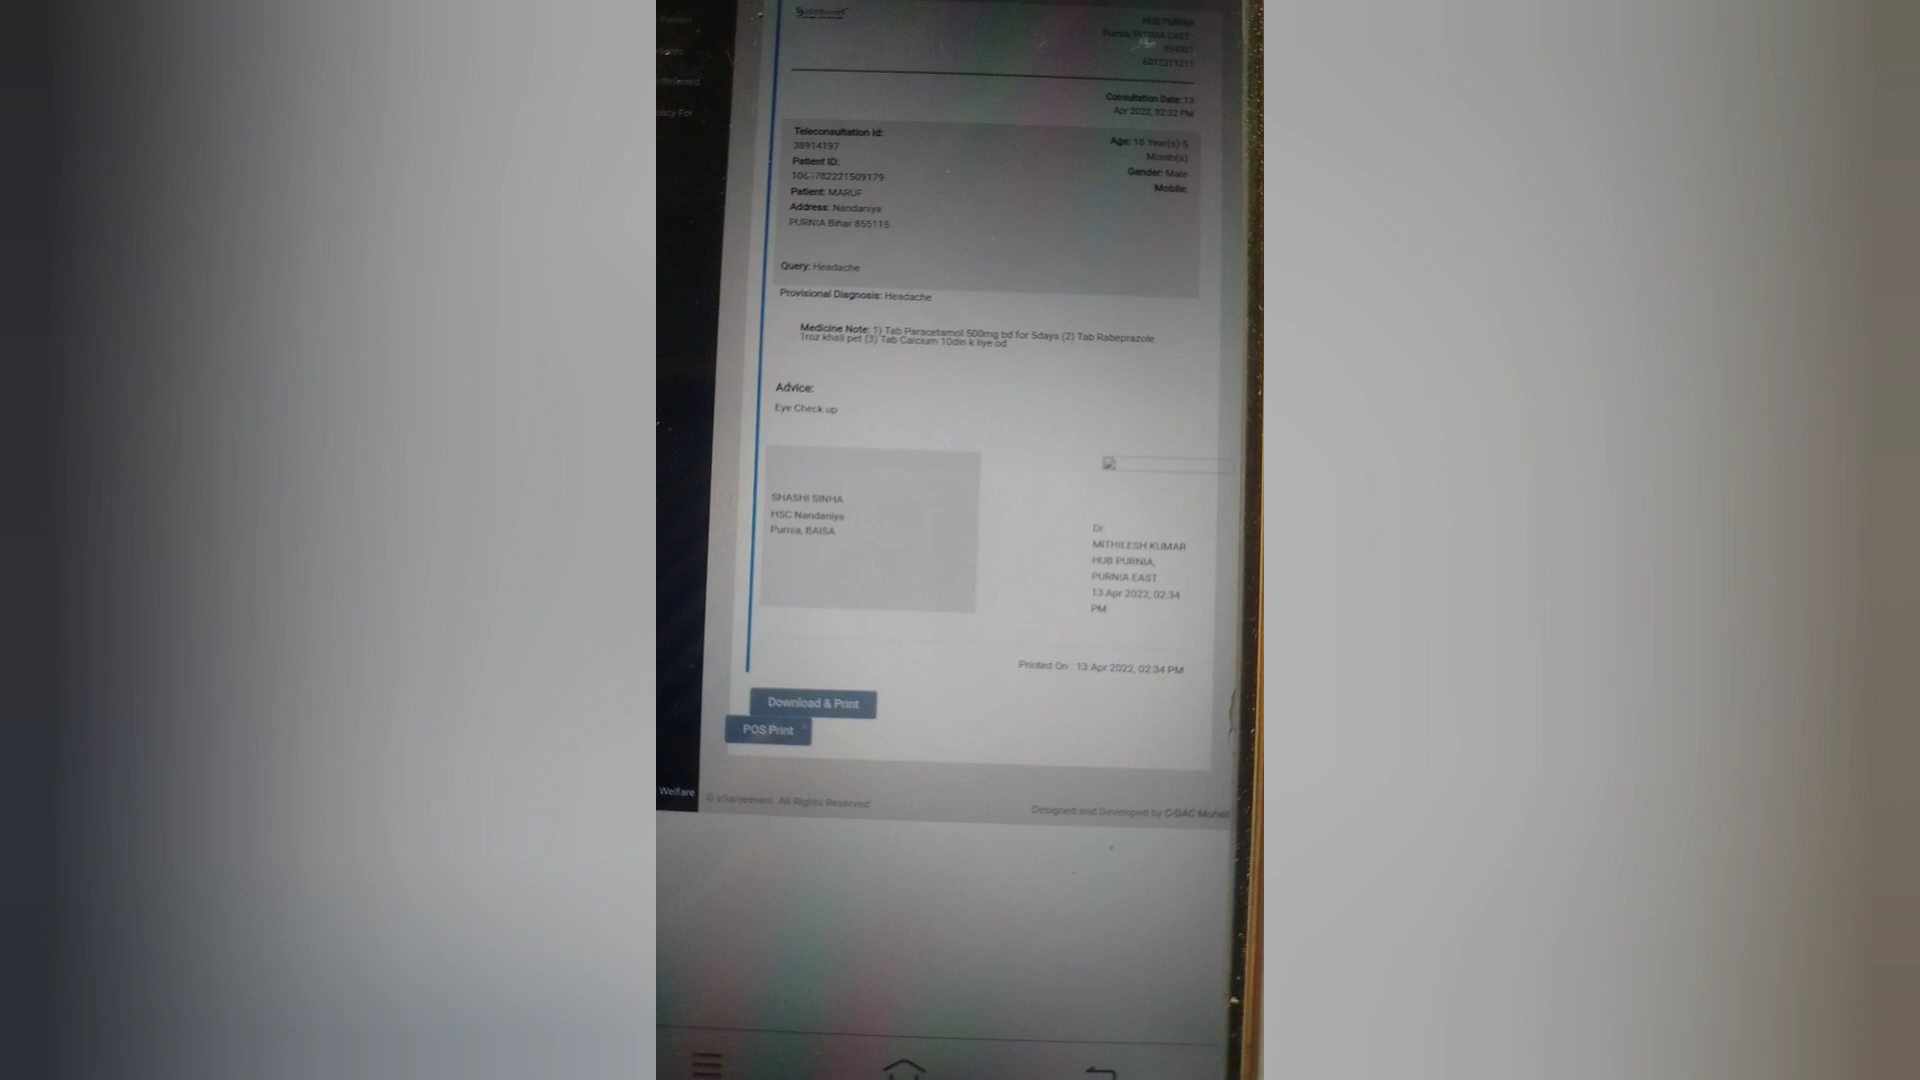 HUB PURNIA
Purnia, PURNIA EAST -
Consultation Date: 13
Apr 2022, 02:32 PM
Teleconsultation Id:
38914197
Patient ID:
Patient: MARUF
Address: Nandaniya
PURNIA Bihar 855115
Age: 18 Year(s) 5
Month(s)
Gender: Male
Mobile:
Query: Headache
Provisional Diagnosis: Headache
Medicine Note: 1) Tab Paracetamol 500mg bd for 5days (2) Tab Rabeprazole
1roz khali pet (3) Tab Calcium 10din k liye od
Advice:
Eye Check up
SHASHI SINHA
HSC Nandaniya
Purnia, BAISA
Dr
MITHILESH KUMAR
HUB PURNIA,
PURNIA EAST
13 Apr 2022, 02:34
PM
Printed On : 13 Apr 2022, 02:34 PM
Download & Print
POS Print
Welfare
© eSanjeevani. All Rights Reserved
Designed and Developed by C-DAC Mohali